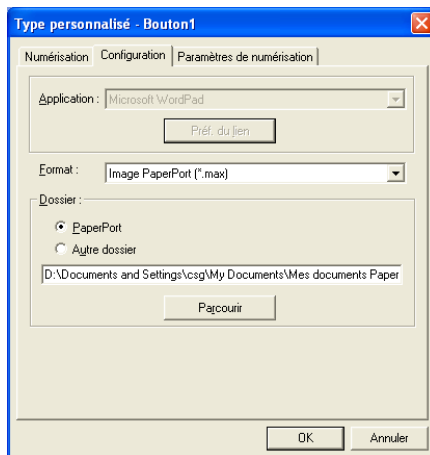 Type personnalisé - Bouton1
Numérisation Configuration Paramètres de numérisation
Application : Microsoft WordPad
Préf. du lien
Format : Image PaperPort (*.max)
Dossier :
PaperPort
Autre dossier
D:\Documents and Settings\csg\My Documents\Mes documents Paper
Parcourir
OK Annuler